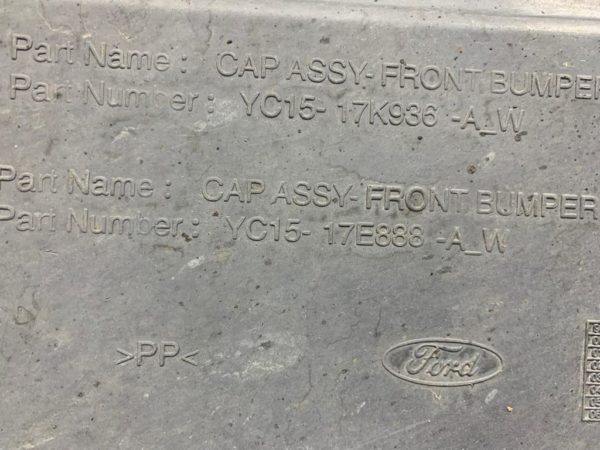 Part Name : CAP ASSY- FRONT BUMPER
Part Number : YC15- 17K936 -A_W
Part Name : CAP ASSY- FRONT BUMPER
Part Number : YC15- 17E888 -A_W
>PP<
Ford